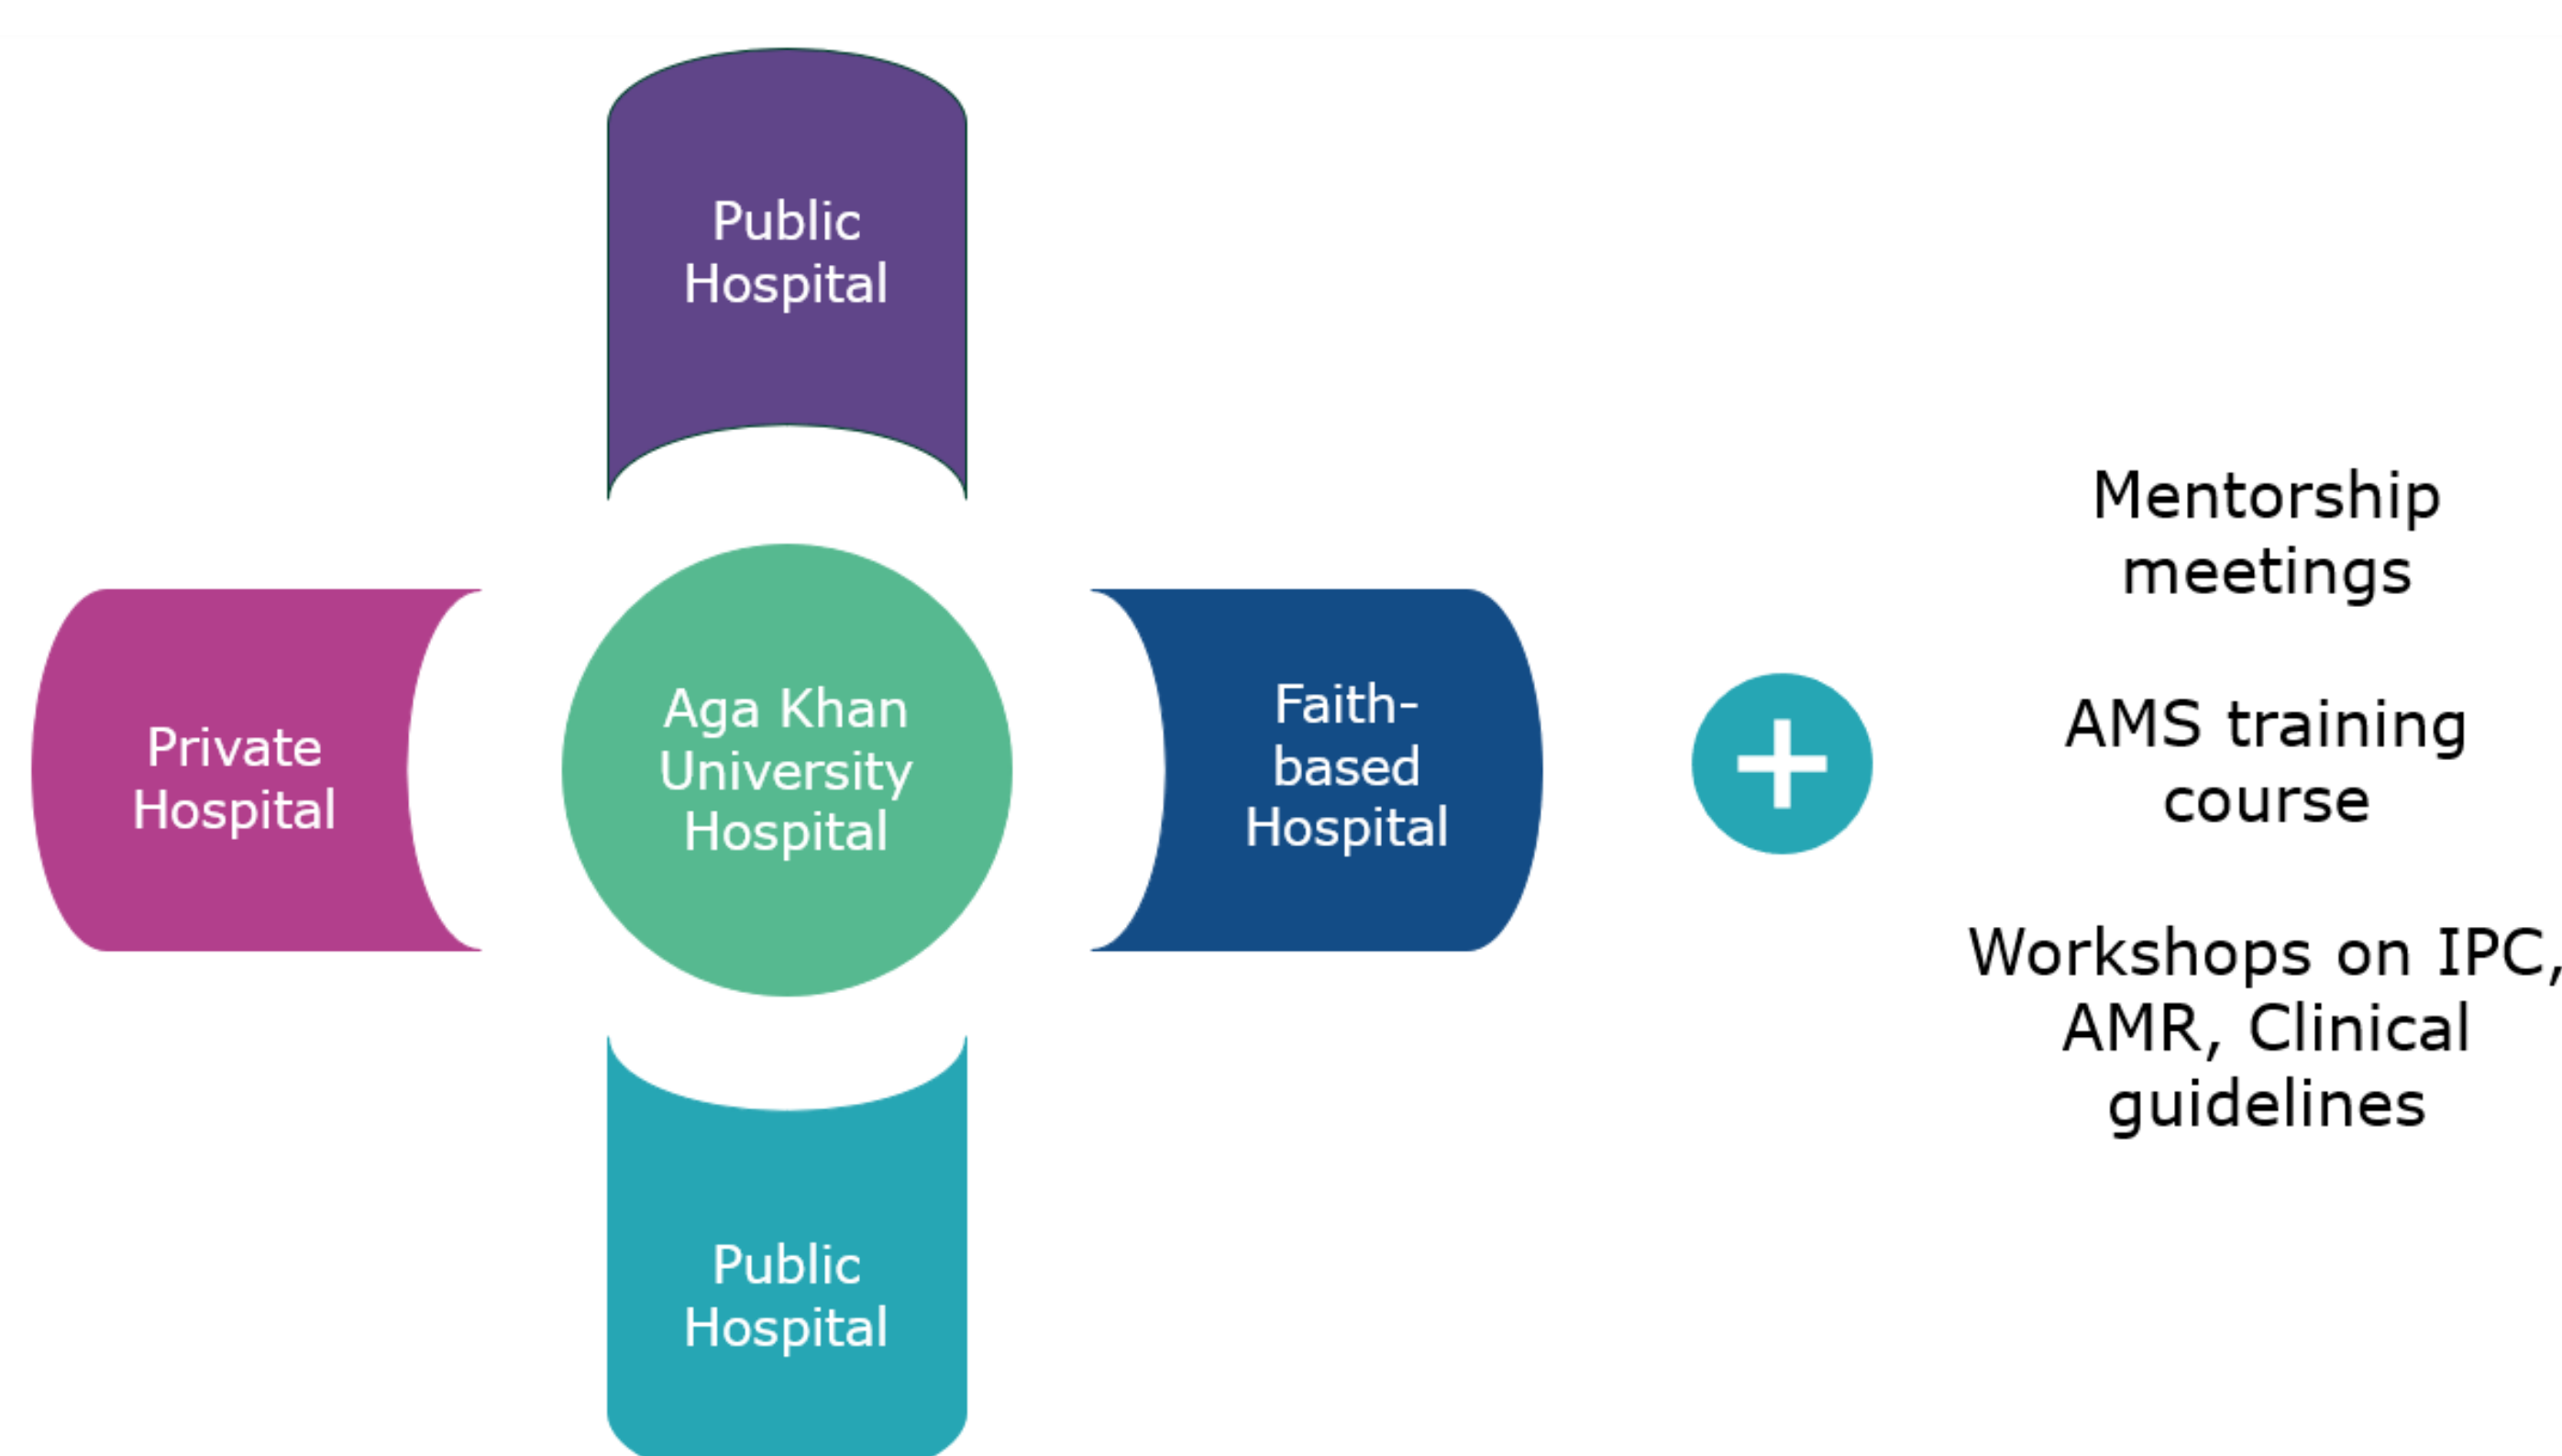 Public
Hospital
Private
Hospital
Aga Khan
University
Hospital
Faith-
based
Hospital
Public
Hospital
Mentorship
meetings
AMS training
course
Workshops on IPC,
AMR, Clinical
guidelines